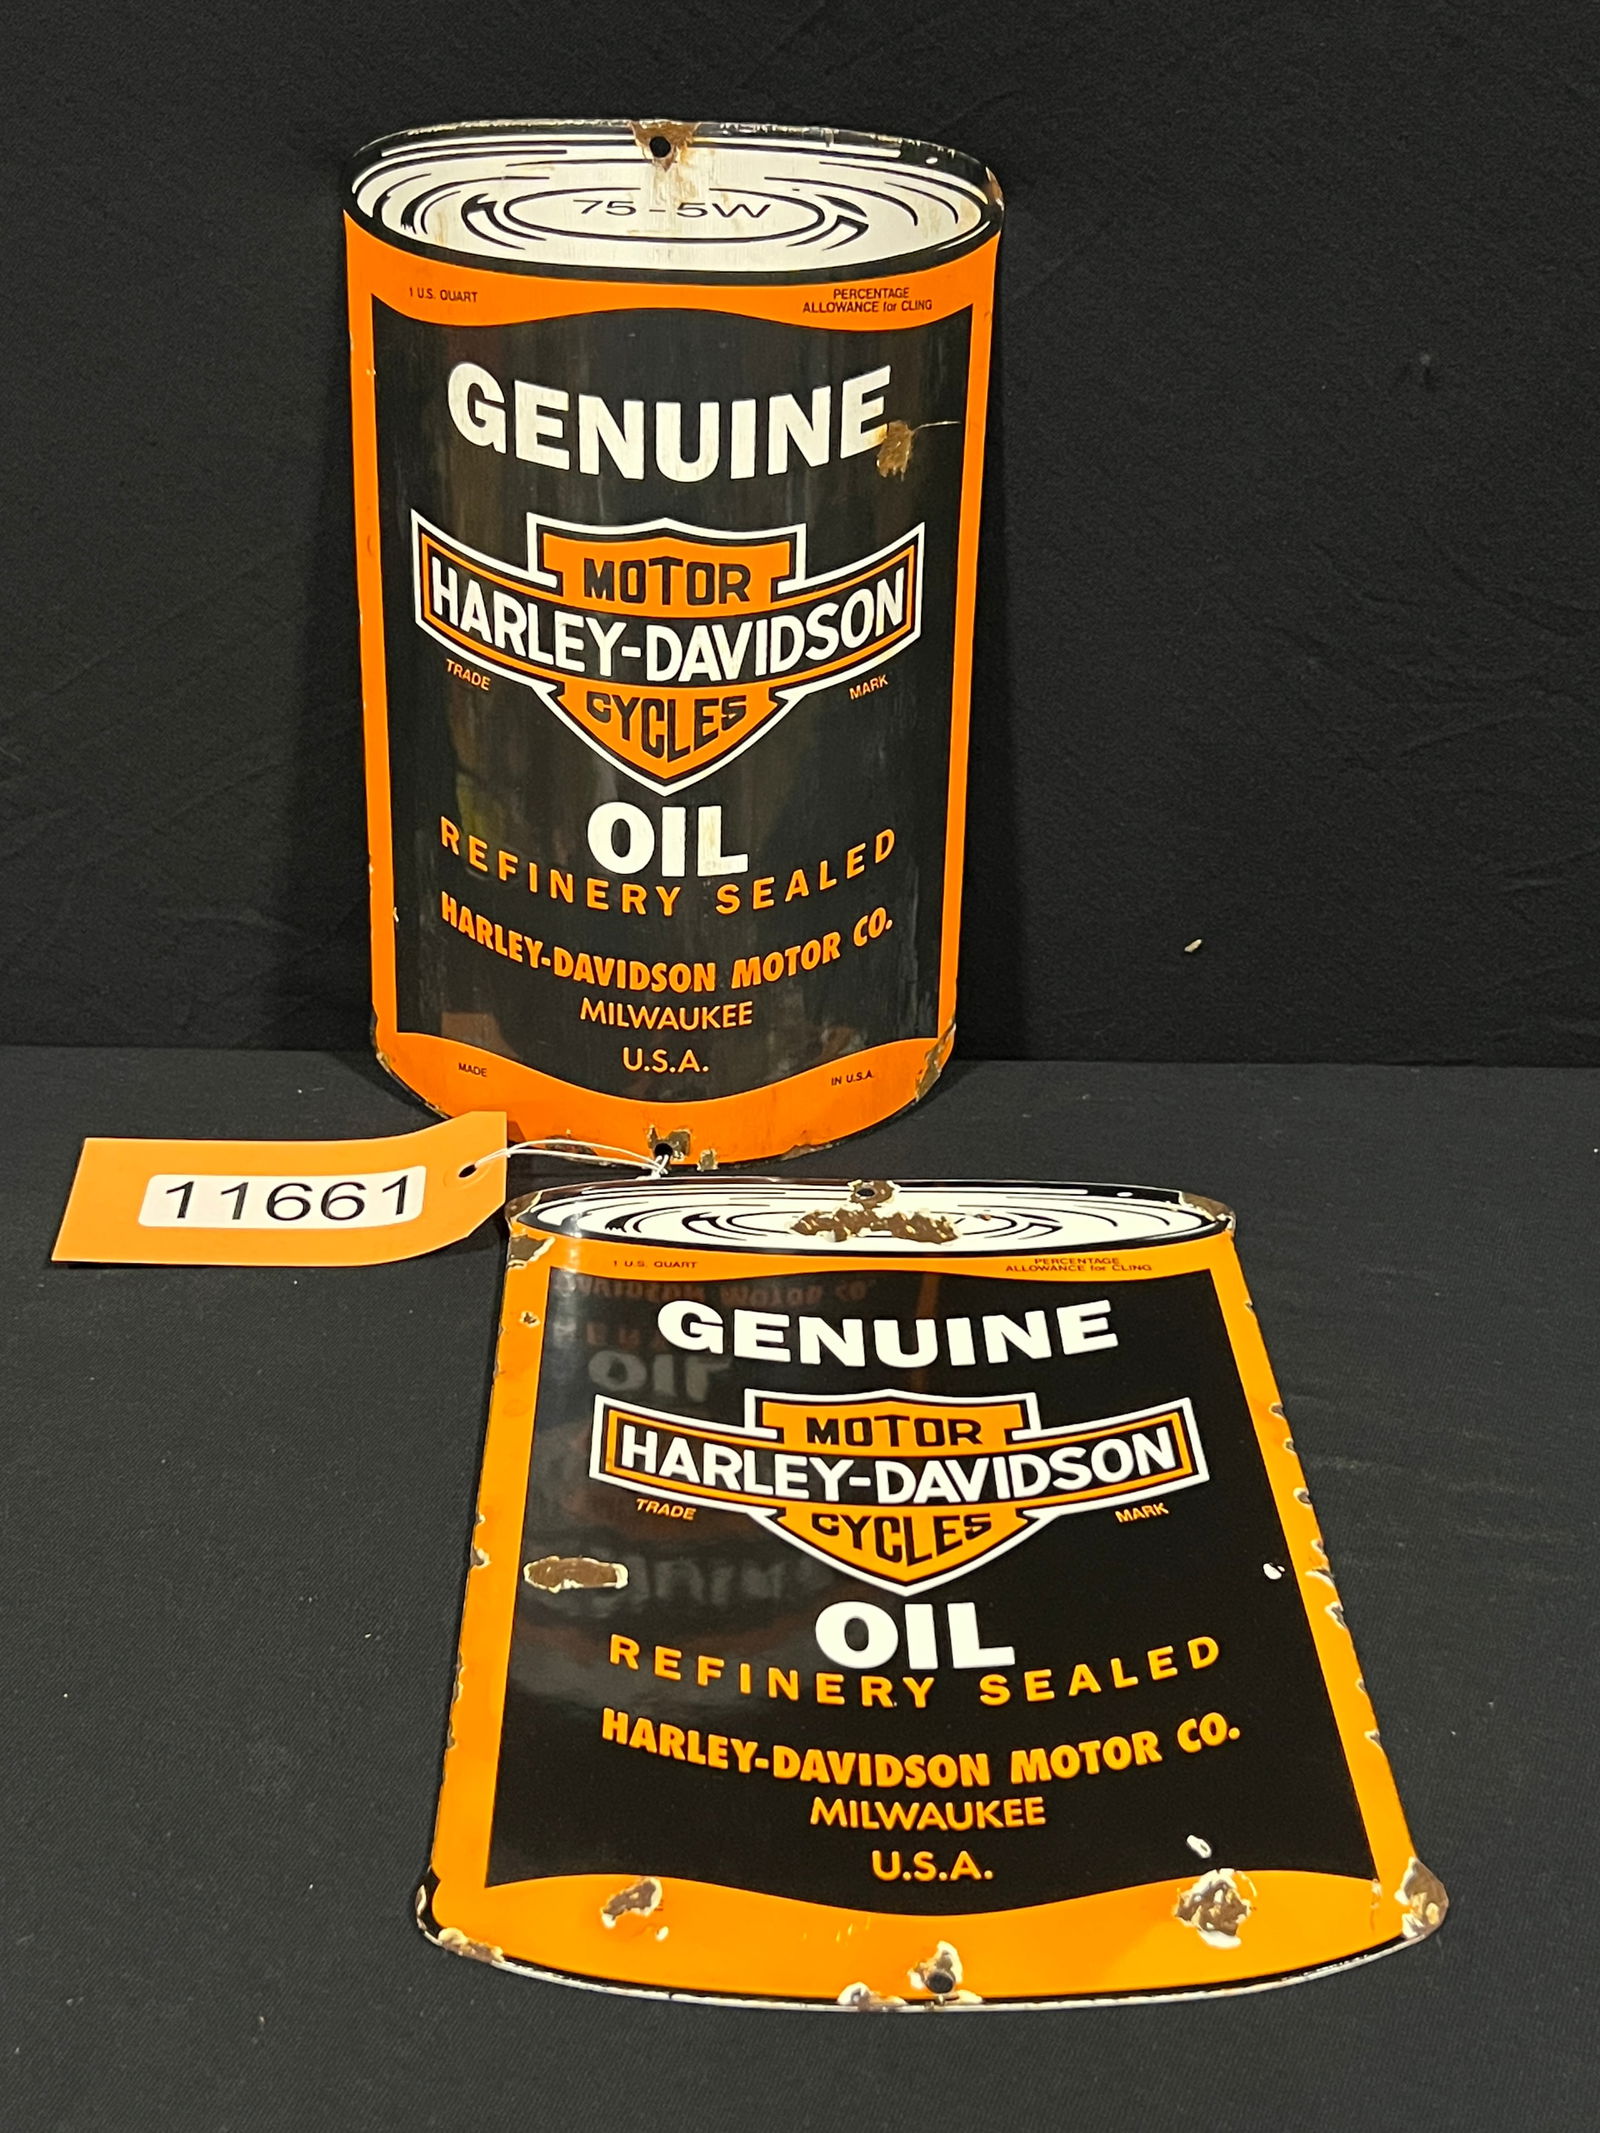 75-5W
1 U.S. QUART
PERCENTAGE
ALLOWANCE for CLING
GENUINE
MOTOR
HARLEY-DAVIDSON
CYCLES
TRADE MARK
OIL
REFINERY SEALED
HARLEY-DAVIDSON MOTOR CO.
MILWAUKEE
U.S.A.
MADE IN U.S.A.
11661
1 U.S. QUART
PERCENTAGE
ALLOWANCE for CLING
GENUINE
MOTOR
HARLEY-DAVIDSON
CYCLES
TRADE MARK
OIL
REFINERY SEALED
HARLEY-DAVIDSON MOTOR CO.
MILWAUKEE
U.S.A.